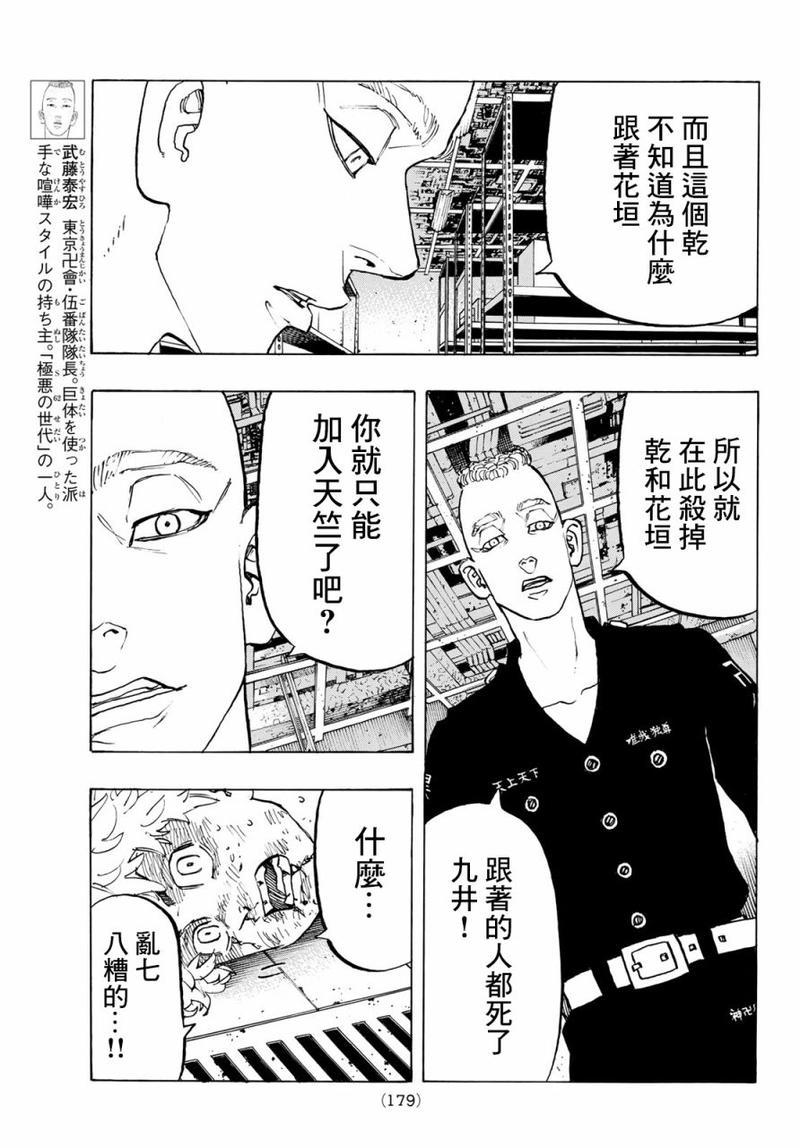 而且這個乾
不知道為什麼
跟著花垣
武藤泰宏 東京卍會・伍番隊隊長。巨体を使った派
手な喧嘩スタイルの持ち主。「極悪の世代」の一人。
所以就
在此殺掉
乾和花垣
天上天下
唯我独尊
跟著的人都死了
九井！
你就只能
加入天竺了吧？
什麼…
亂七
八糟的…!!
(179)